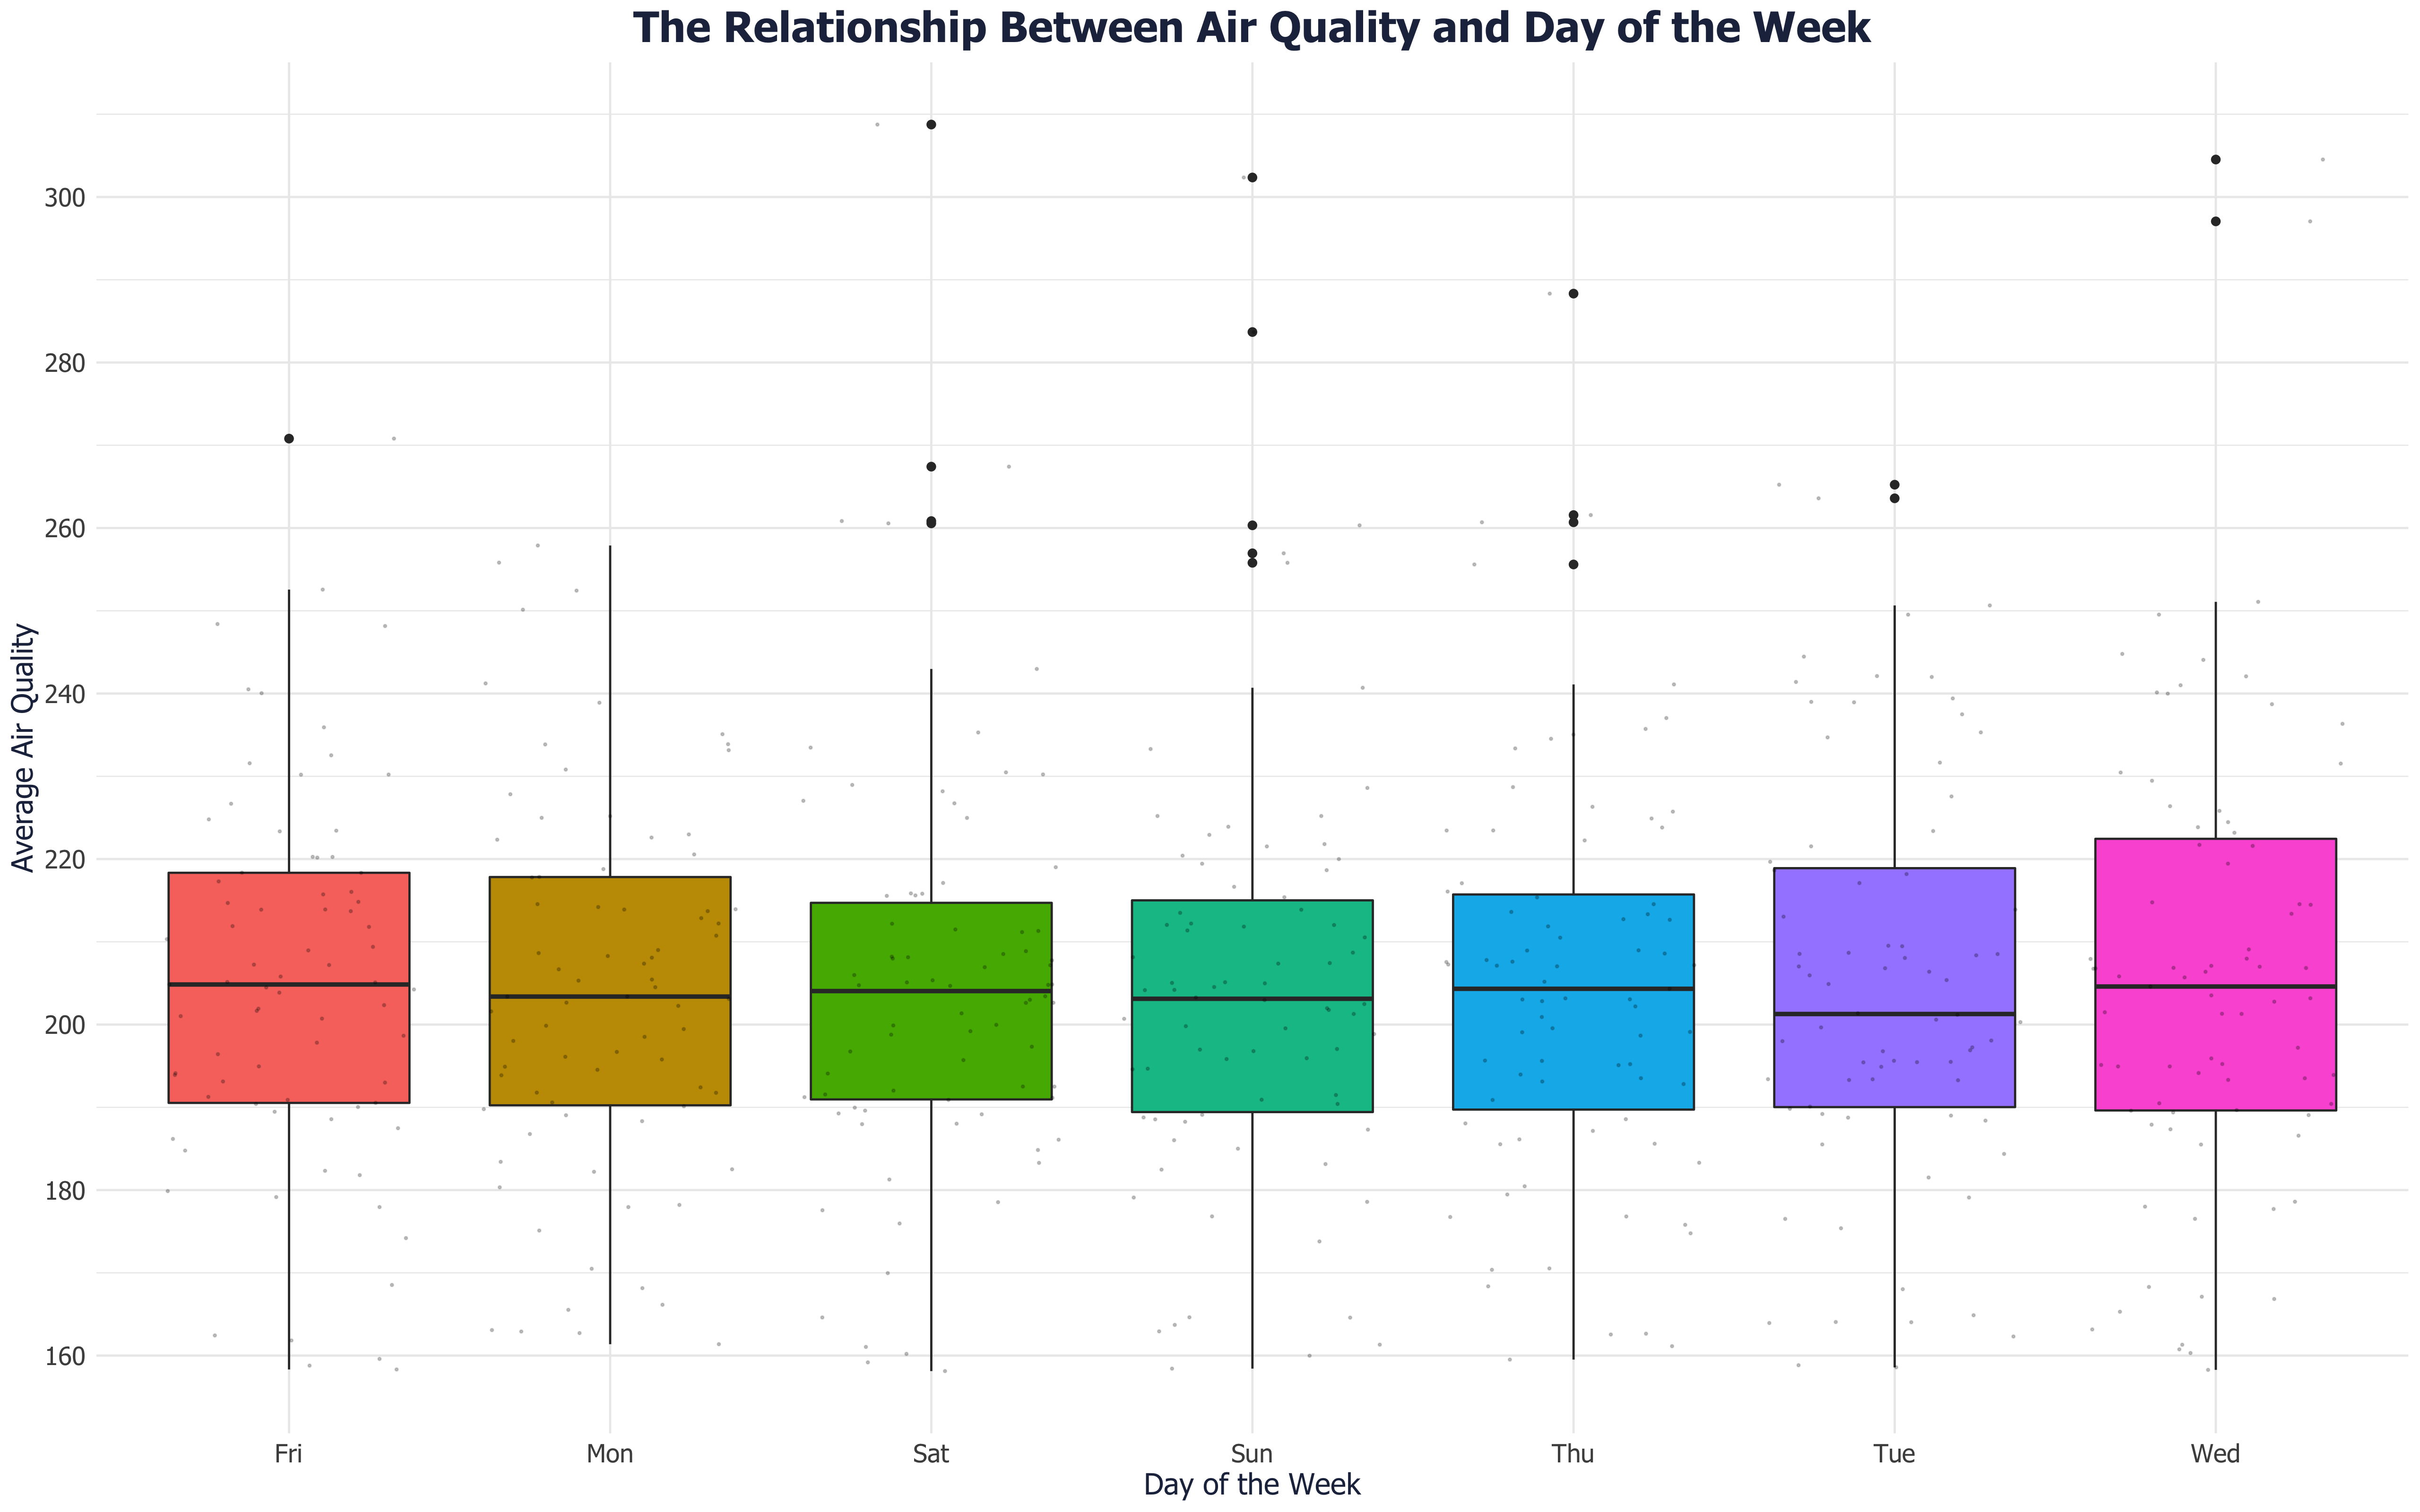 The Relationship Between Air Quality and Day of the Week
Average Air Quality
300
280
260
240
220
200
180
160
Fri Mon Sat Sun Thu Tue Wed
Day of the Week